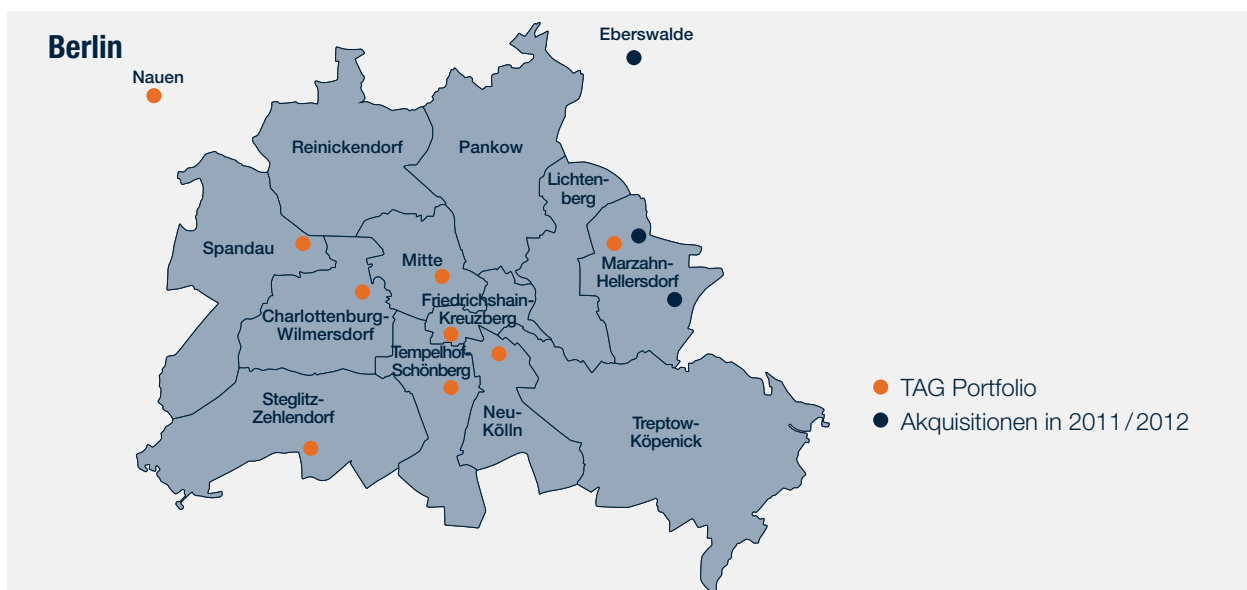 Berlin
Eberswalde
Nauen
Reinickendorf
Pankow
Lichten-
berg
Spandau
Mitte
Marzahn-
Hellersdorf
Friedrichshain-
Kreuzberg
Charlottenburg-
Wilmersdorf
Tempelhof-
Schönberg
Steglitz-
Zehlendorf
Neu-
Kölln
Treptow-
Köpenick
TAG Portfolio
Akquisitionen in 2011/2012